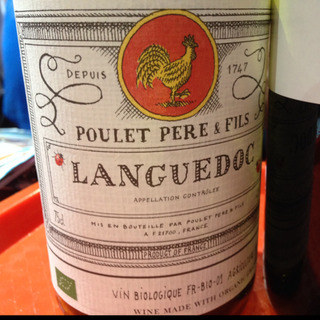 DEPUIS 1747
POULET PERE & FILS
LANGUEDOC
APPELLATION CONTRÔLÉE
75cl
MIS EN BOUTEILLE PAR POULET PERE & FILS
FRANCE
PRODUCT OF FRANCE
VIN BIOLOGIQUE FR-BIO-01
WINE MADE WITH